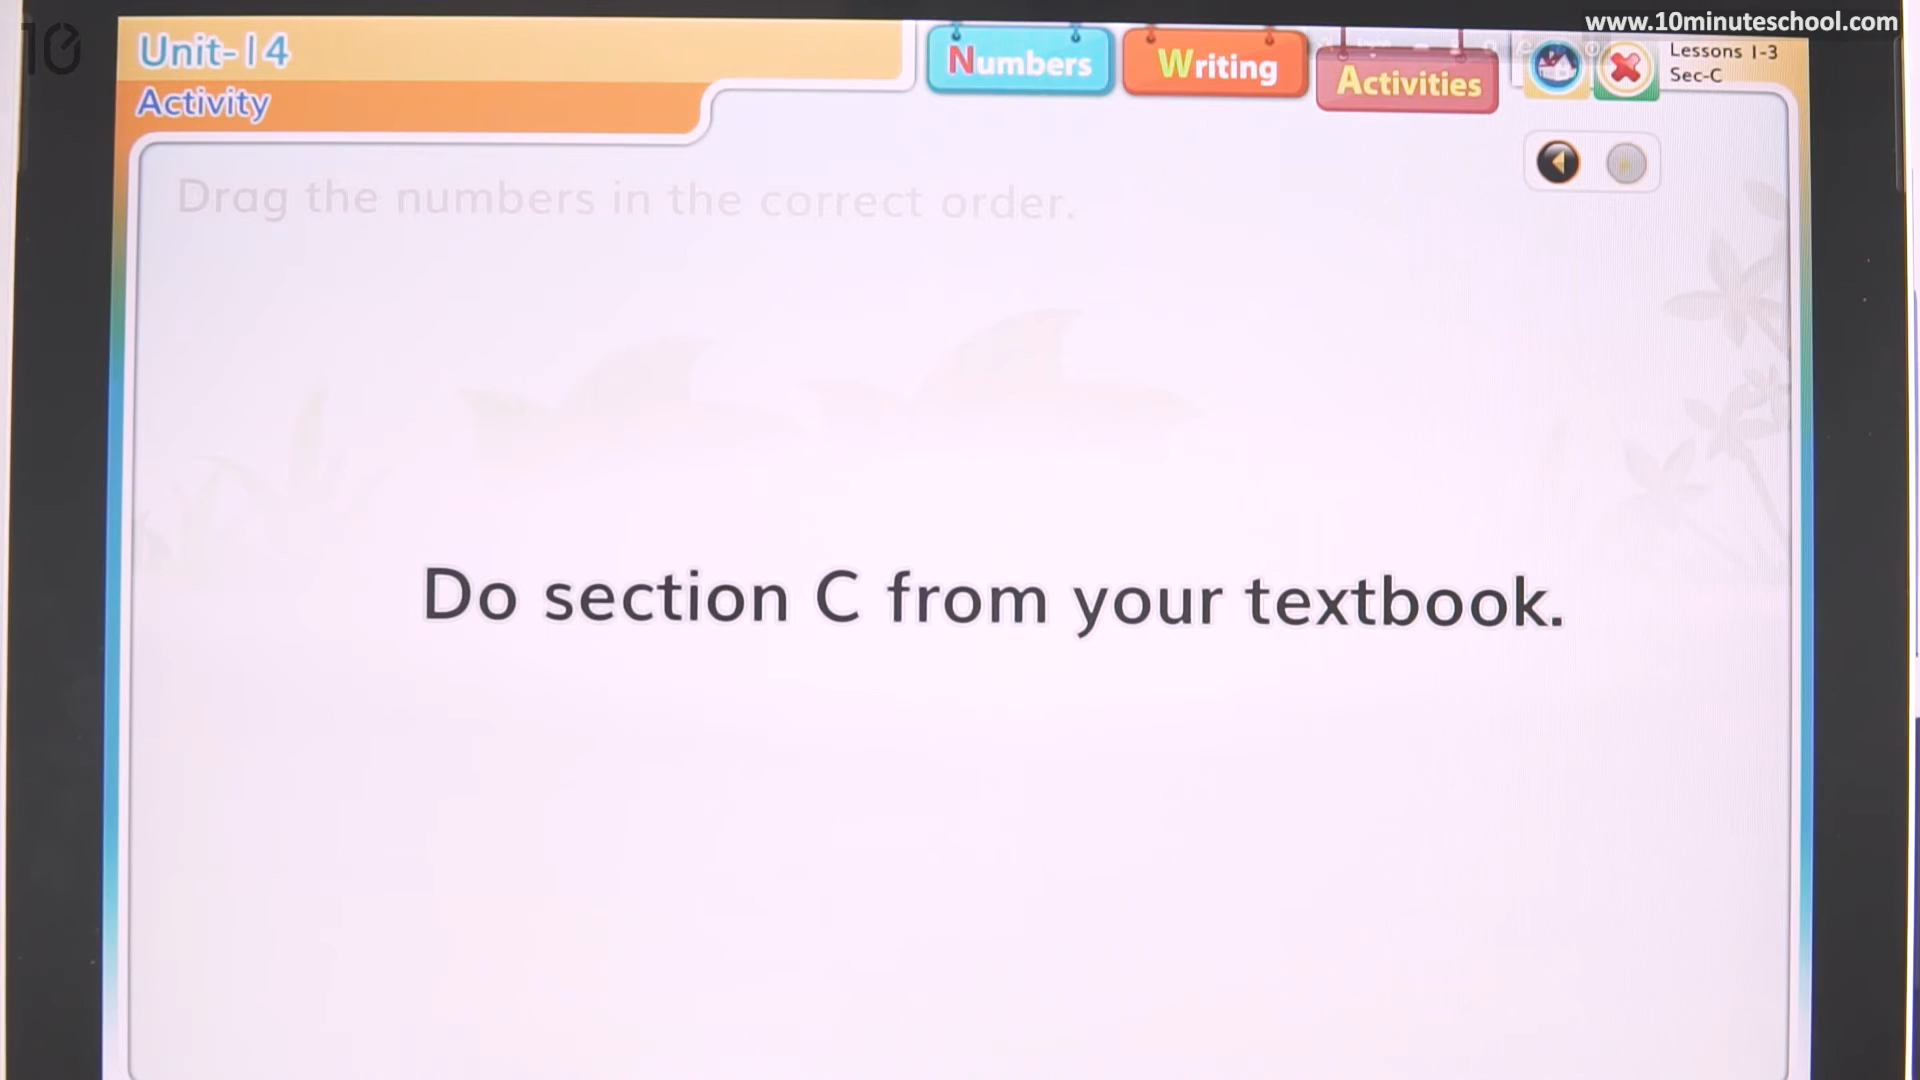 10
www.10minuteschool.com
Unit-14
Numbers
Writing
Activities
Lessons 1-3
Sec-C
Activity
Drag the numbers in the correct order.
Do section C from your textbook.